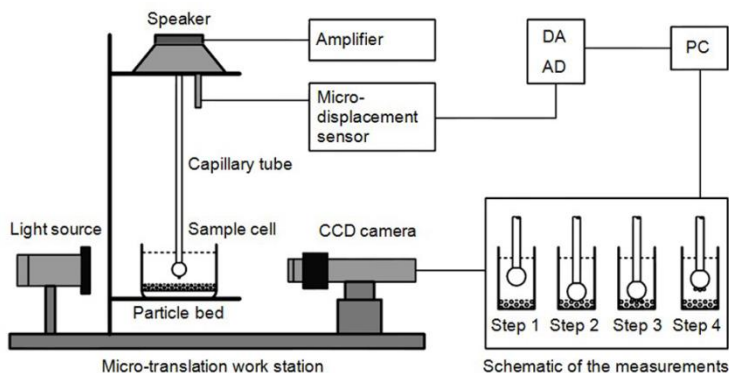 Speaker
Amplifier
DA
AD
PC
Micro-
displacement
sensor
Capillary tube
Light source
Sample cell
CCD camera
Particle bed
Step 1 Step 2 Step 3 Step 4
Micro-translation work station
Schematic of the measurements